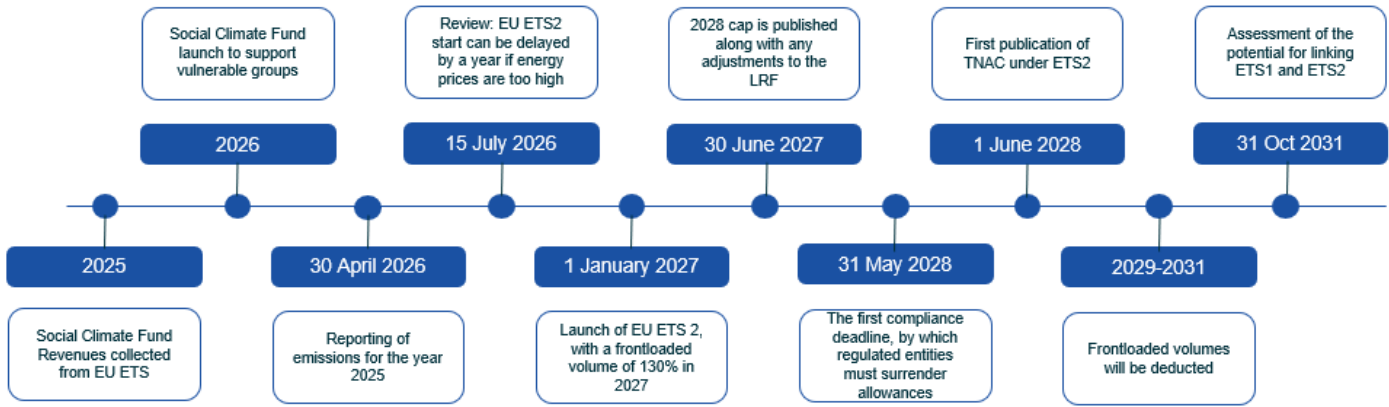 Social Climate Fund
launch to support
vulnerable groups
Review: EU ETS2
start can be delayed
by a year if energy
prices are too high
2028 cap is published
along with any
adjustments to the
LRF
First publication of
TNAC under ETS2
Assessment of the
potential for linking
ETS1 and ETS2
2026
15 July 2026
30 June 2027
1 June 2028
31 Oct 2031
2025
30 April 2026
1 January 2027
31 May 2028
2029-2031
Social Climate Fund
Revenues collected
from EU ETS
Reporting of
emissions for the year
2025
Launch of EU ETS 2,
with a frontloaded
volume of 130% in
2027
The first compliance
deadline, by which
regulated entities
must surrender
allowances
Frontloaded volumes
will be deducted